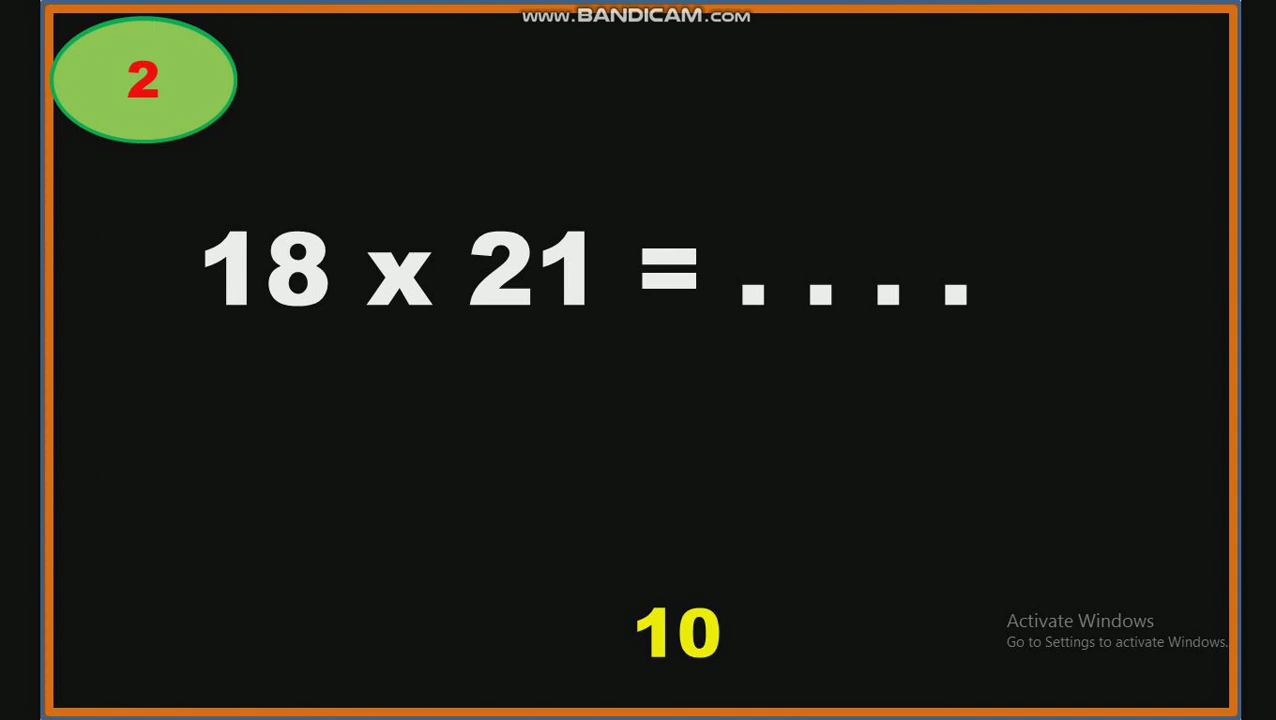 www.BANDICAM.com
2
18 x 21 = . . . .
10
Activate Windows
Go to Settings to activate Windows.